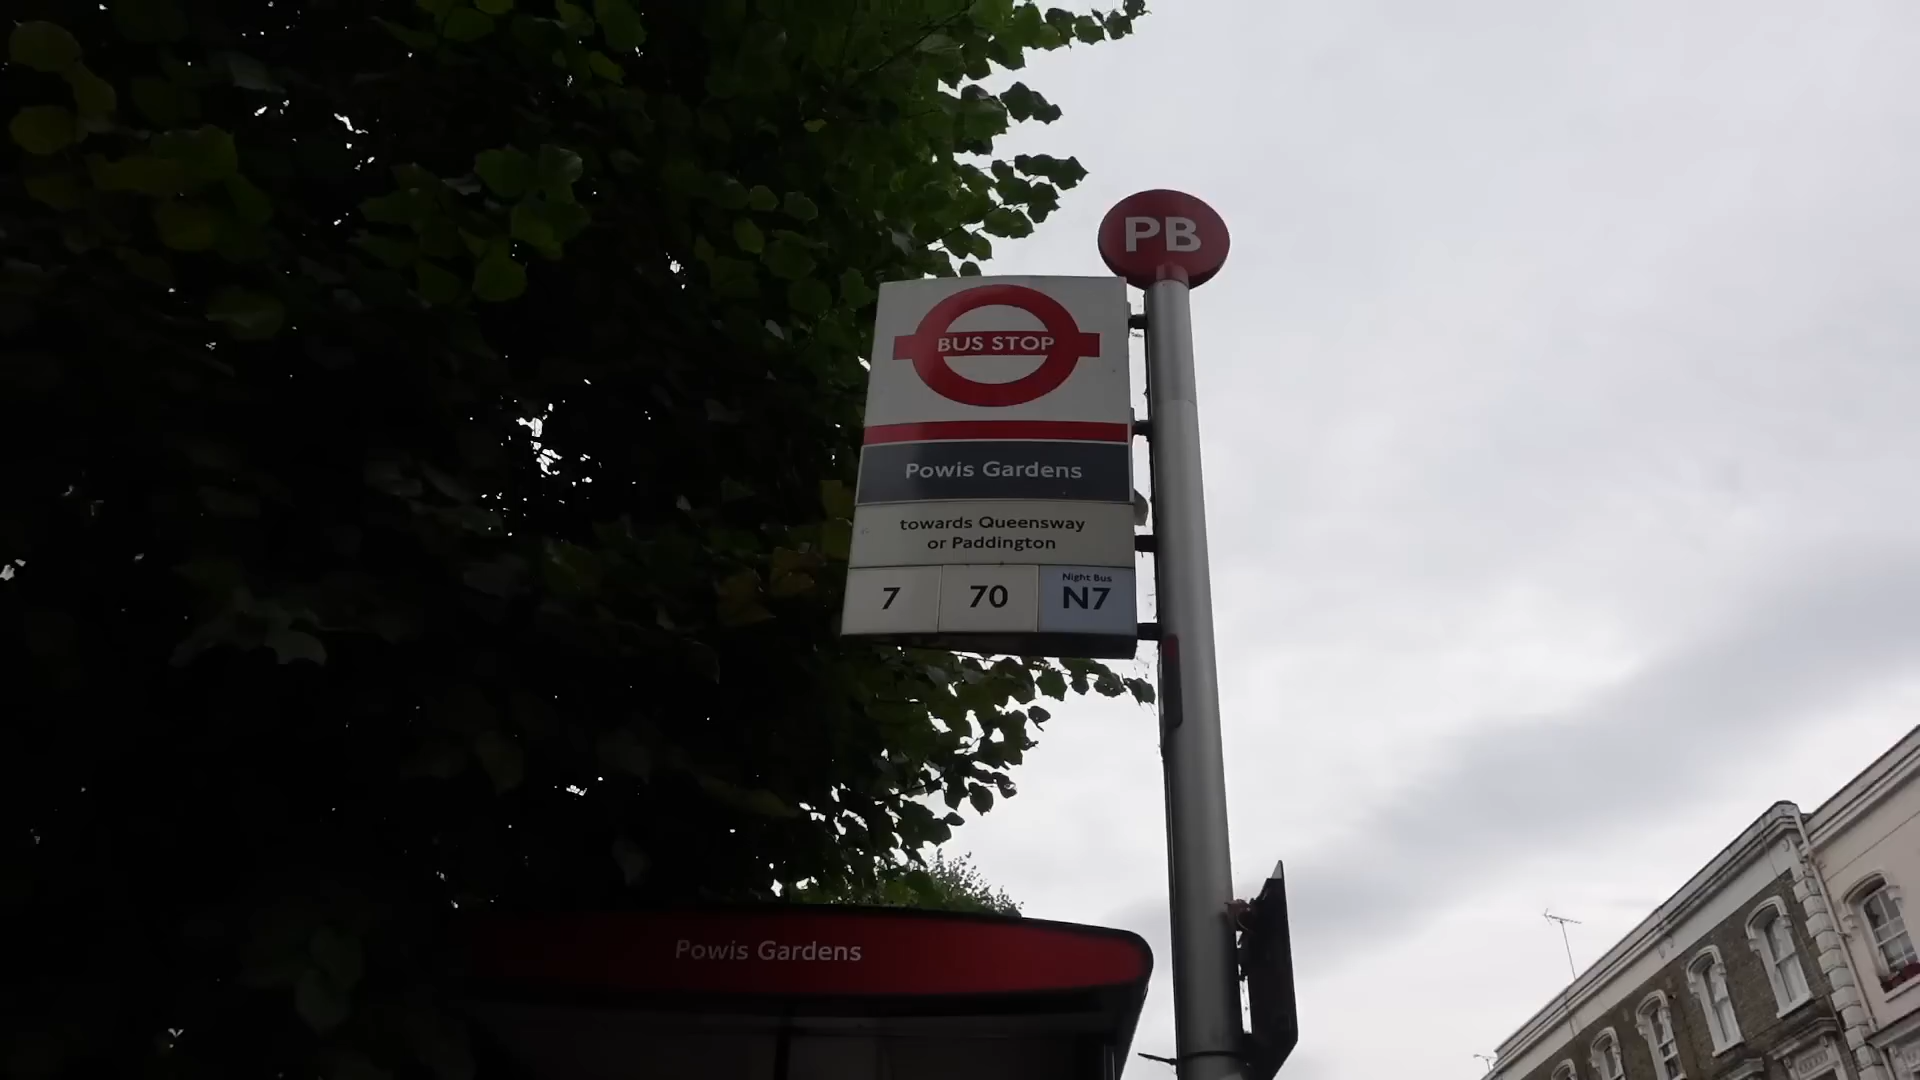 PB
BUS STOP
Powis Gardens
towards Queensway
or Paddington
7
70
Night Bus
N7
Powis Gardens